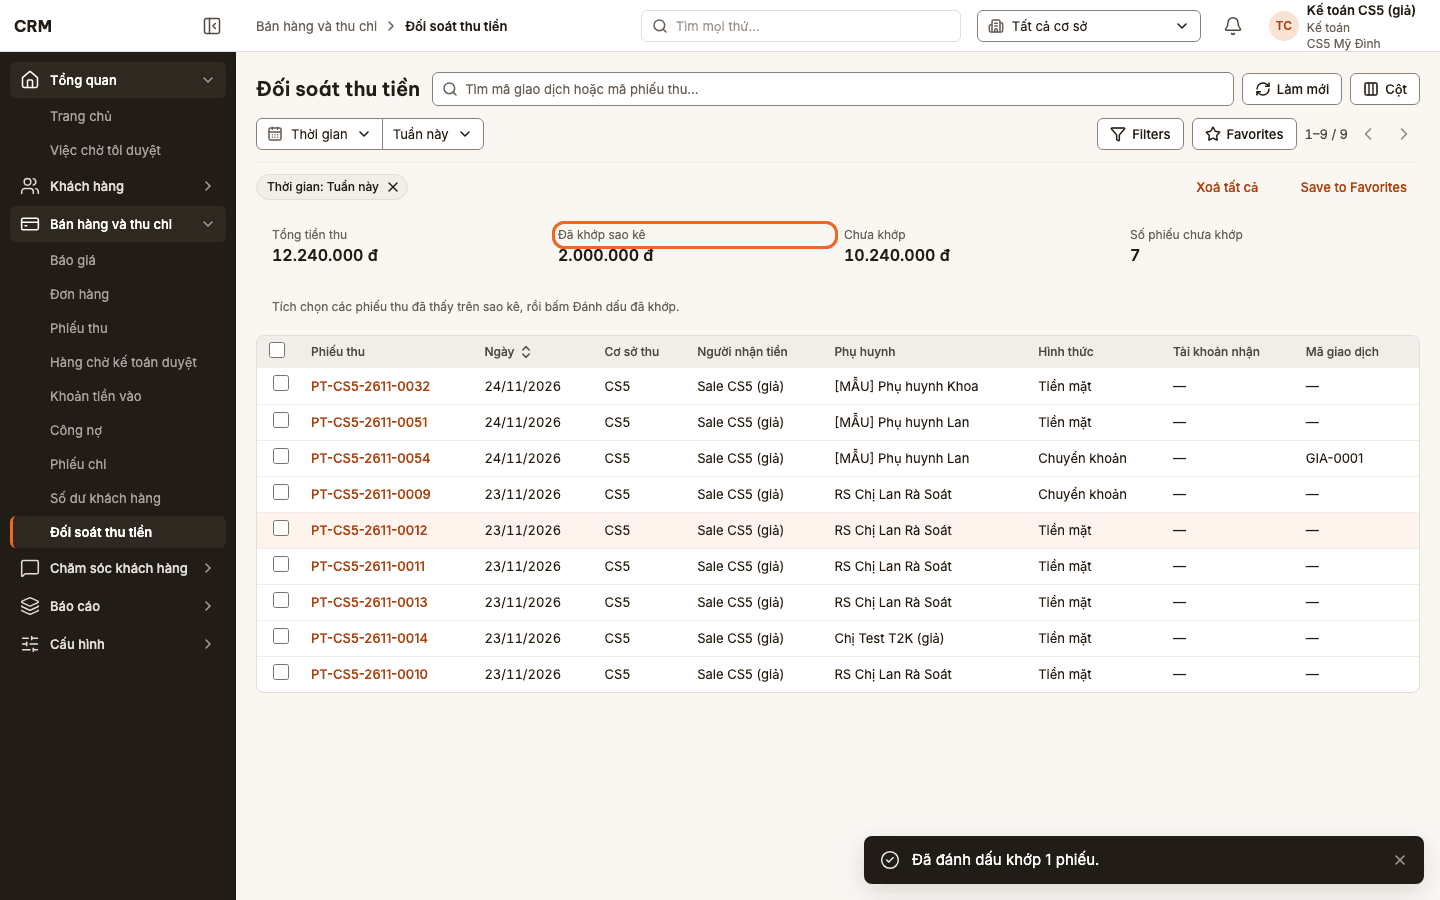 CRM
Bán hàng và thu chi > Đối soát thu tiền
Tìm mọi thứ...
Tất cả cơ sở
TC
Kế toán CS5 (giả)
Kế toán
CS5 Mỹ Đình
Tổng quan
Trang chủ
Việc chờ tôi duyệt
Khách hàng
Bán hàng và thu chi
Báo giá
Đơn hàng
Phiếu thu
Hàng chờ kế toán duyệt
Khoản tiền vào
Công nợ
Phiếu chi
Số dư khách hàng
Đối soát thu tiền
Chăm sóc khách hàng
Báo cáo
Cấu hình
Đối soát thu tiền
Tìm mã giao dịch hoặc mã phiếu thu...
Làm mới
Cột
Thời gian
Tuần này
Filters
Favorites
1–9 / 9
Thời gian: Tuần này
Xoá tất cả
Save to Favorites
Tổng tiền thu
12.240.000 đ
Đã khớp sao kê
2.000.000 đ
Chưa khớp
10.240.000 đ
Số phiếu chưa khớp
7
Tích chọn các phiếu thu đã thấy trên sao kê, rồi bấm Đánh dấu đã khớp.
Phiếu thu Ngày Cơ sở thu Người nhận tiền Phụ huynh Hình thức Tài khoản nhận Mã giao dịch
PT-CS5-2611-0032 24/11/2026 CS5 Sale CS5 (giả) [MẪU] Phụ huynh Khoa Tiền mặt — —
PT-CS5-2611-0051 24/11/2026 CS5 Sale CS5 (giả) [MẪU] Phụ huynh Lan Tiền mặt — —
PT-CS5-2611-0054 24/11/2026 CS5 Sale CS5 (giả) [MẪU] Phụ huynh Lan Chuyển khoản — GIA-0001
PT-CS5-2611-0009 23/11/2026 CS5 Sale CS5 (giả) RS Chị Lan Rà Soát Chuyển khoản — —
PT-CS5-2611-0012 23/11/2026 CS5 Sale CS5 (giả) RS Chị Lan Rà Soát Tiền mặt — —
PT-CS5-2611-0011 23/11/2026 CS5 Sale CS5 (giả) RS Chị Lan Rà Soát Tiền mặt — —
PT-CS5-2611-0013 23/11/2026 CS5 Sale CS5 (giả) RS Chị Lan Rà Soát Tiền mặt — —
PT-CS5-2611-0014 23/11/2026 CS5 Sale CS5 (giả) Chị Test T2K (giả) Tiền mặt — —
PT-CS5-2611-0010 23/11/2026 CS5 Sale CS5 (giả) RS Chị Lan Rà Soát Tiền mặt — —
Đã đánh dấu khớp 1 phiếu.